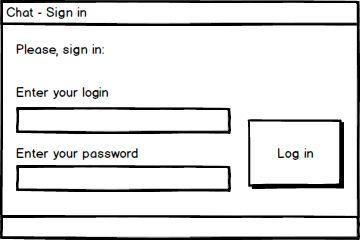 Chat - Sign in
Please, sign in:
Enter your login
Enter your password
Log in